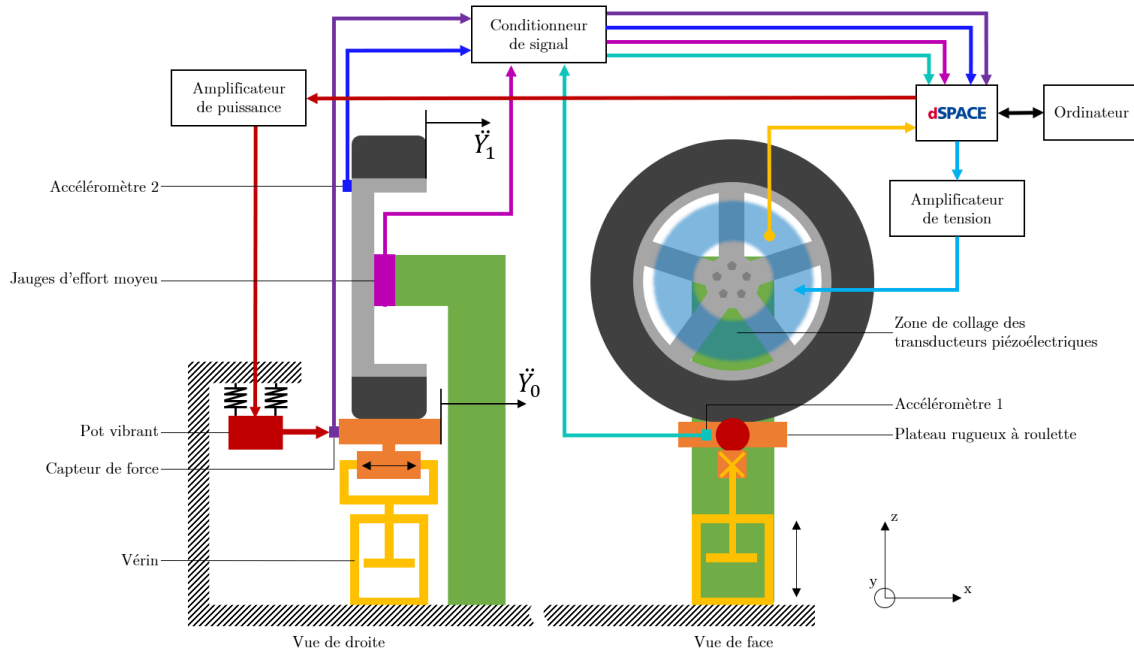 Conditionneur
de signal
Amplificateur
de puissance
dSPACE
Ordinateur
Ÿ1
Accéléromètre 2
Amplificateur
de tension
Jauges d'effort moyeu
Zone de collage des
transducteurs piézoélectriques
Ÿ0
Accéléromètre 1
Pot vibrant
Plateau rugueux à roulette
Capteur de force
z
Vérin
y
x
Vue de droite
Vue de face